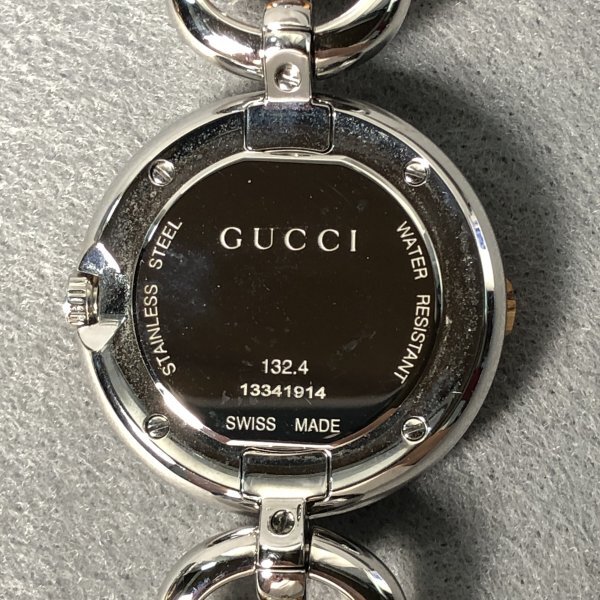 GUCCI
STAINLESS STEEL
WATER RESISTANT
132.4
13341914
SWISS MADE